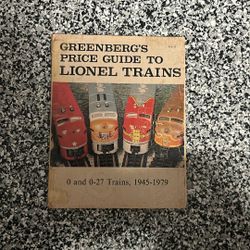 GREENBERG'S
PRICE GUIDE TO
LIONEL TRAINS
0 and 0-27 Trains, 1945-1979